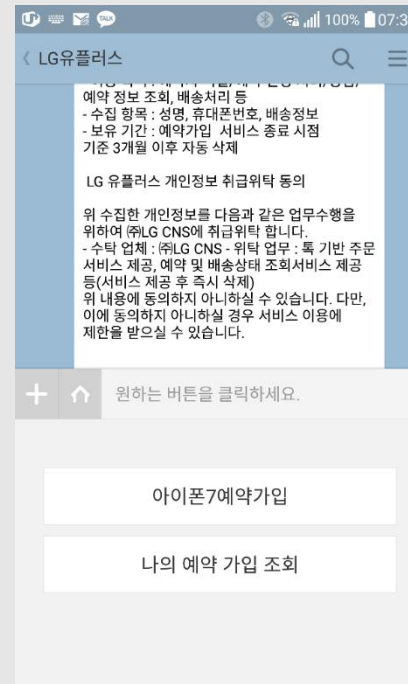 TALK
100% 07:3
LG유플러스
예약 정보 조회, 배송처리 등
- 수집 항목 : 성명, 휴대폰번호, 배송정보
- 보유 기간 : 예약가입 서비스 종료 시점
기준 3개월 이후 자동 삭제
LG 유플러스 개인정보 취급위탁 동의
위 수집한 개인정보를 다음과 같은 업무수행을
위하여 ㈜LG CNS에 취급위탁 합니다.
- 수탁 업체 : ㈜LG CNS - 위탁 업무 : 톡 기반 주문
서비스 제공, 예약 및 배송상태 조회서비스 제공
등(서비스 제공 후 즉시 삭제)
위 내용에 동의하지 아니하실 수 있습니다. 다만,
이에 동의하지 아니하실 경우 서비스 이용에
제한을 받으실 수 있습니다.
원하는 버튼을 클릭하세요.
아이폰7예약가입
나의 예약 가입 조회